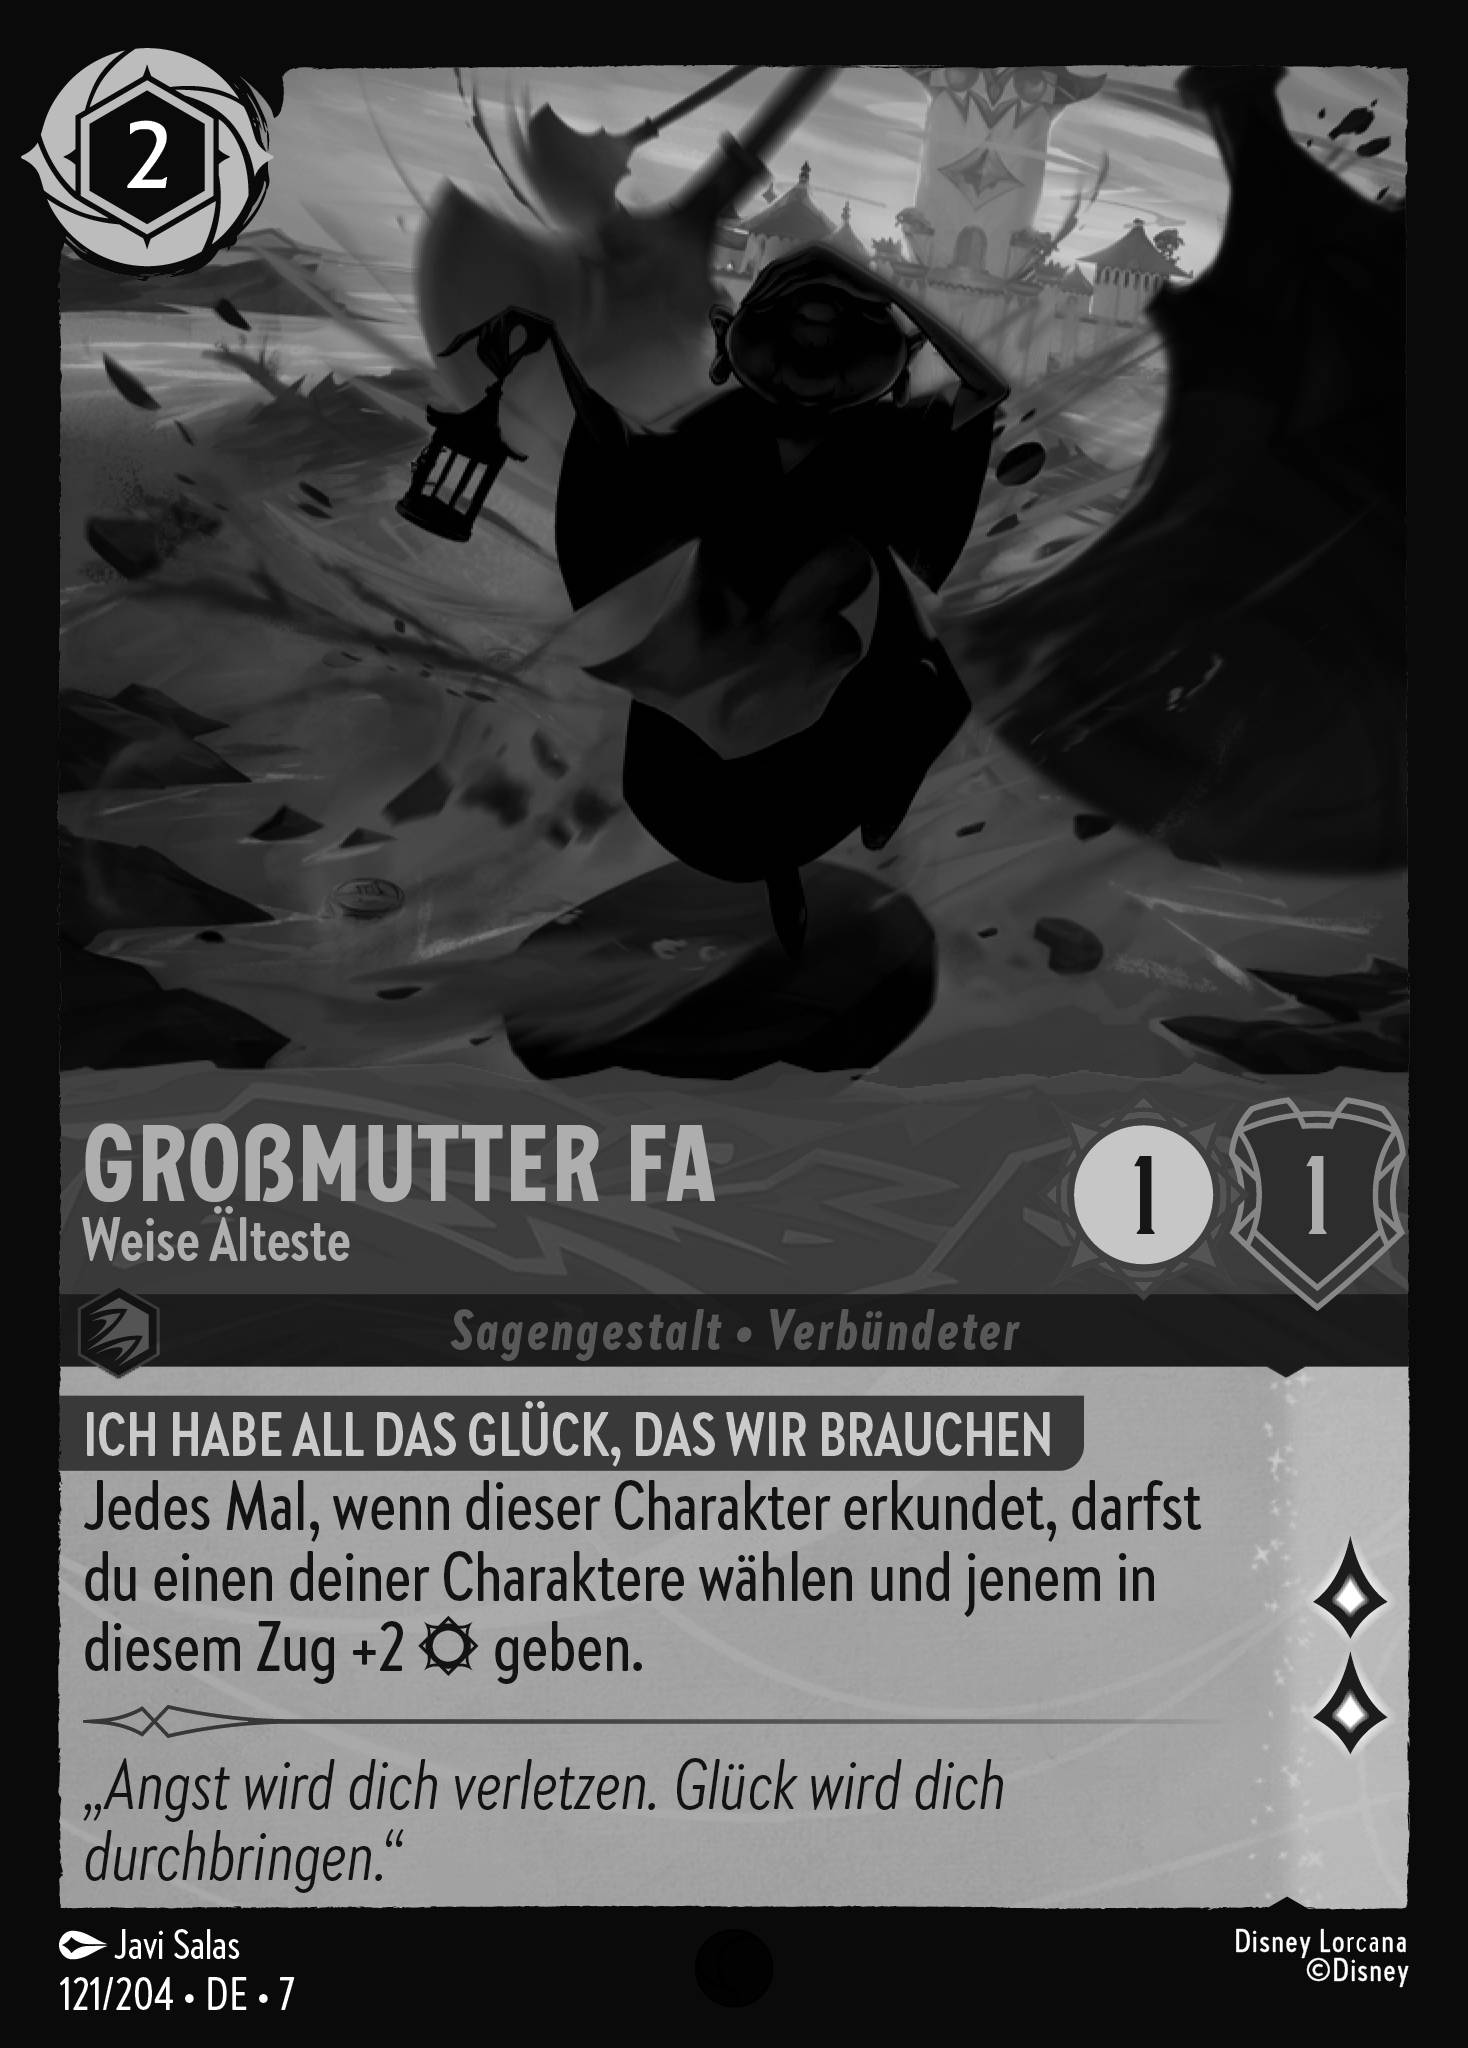 2
GROẞMUTTER FA
Weise Älteste
1
1
Sagengestalt • Verbündeter
ICH HABE ALL DAS GLÜCK, DAS WIR BRAUCHEN
Jedes Mal, wenn dieser Charakter erkundet, darfst
du einen deiner Charaktere wählen und jenem in
diesem Zug +2 geben.
„Angst wird dich verletzen. Glück wird dich
durchbringen.“
Javi Salas
121/204 • DE • 7
Disney Lorcana
©Disney